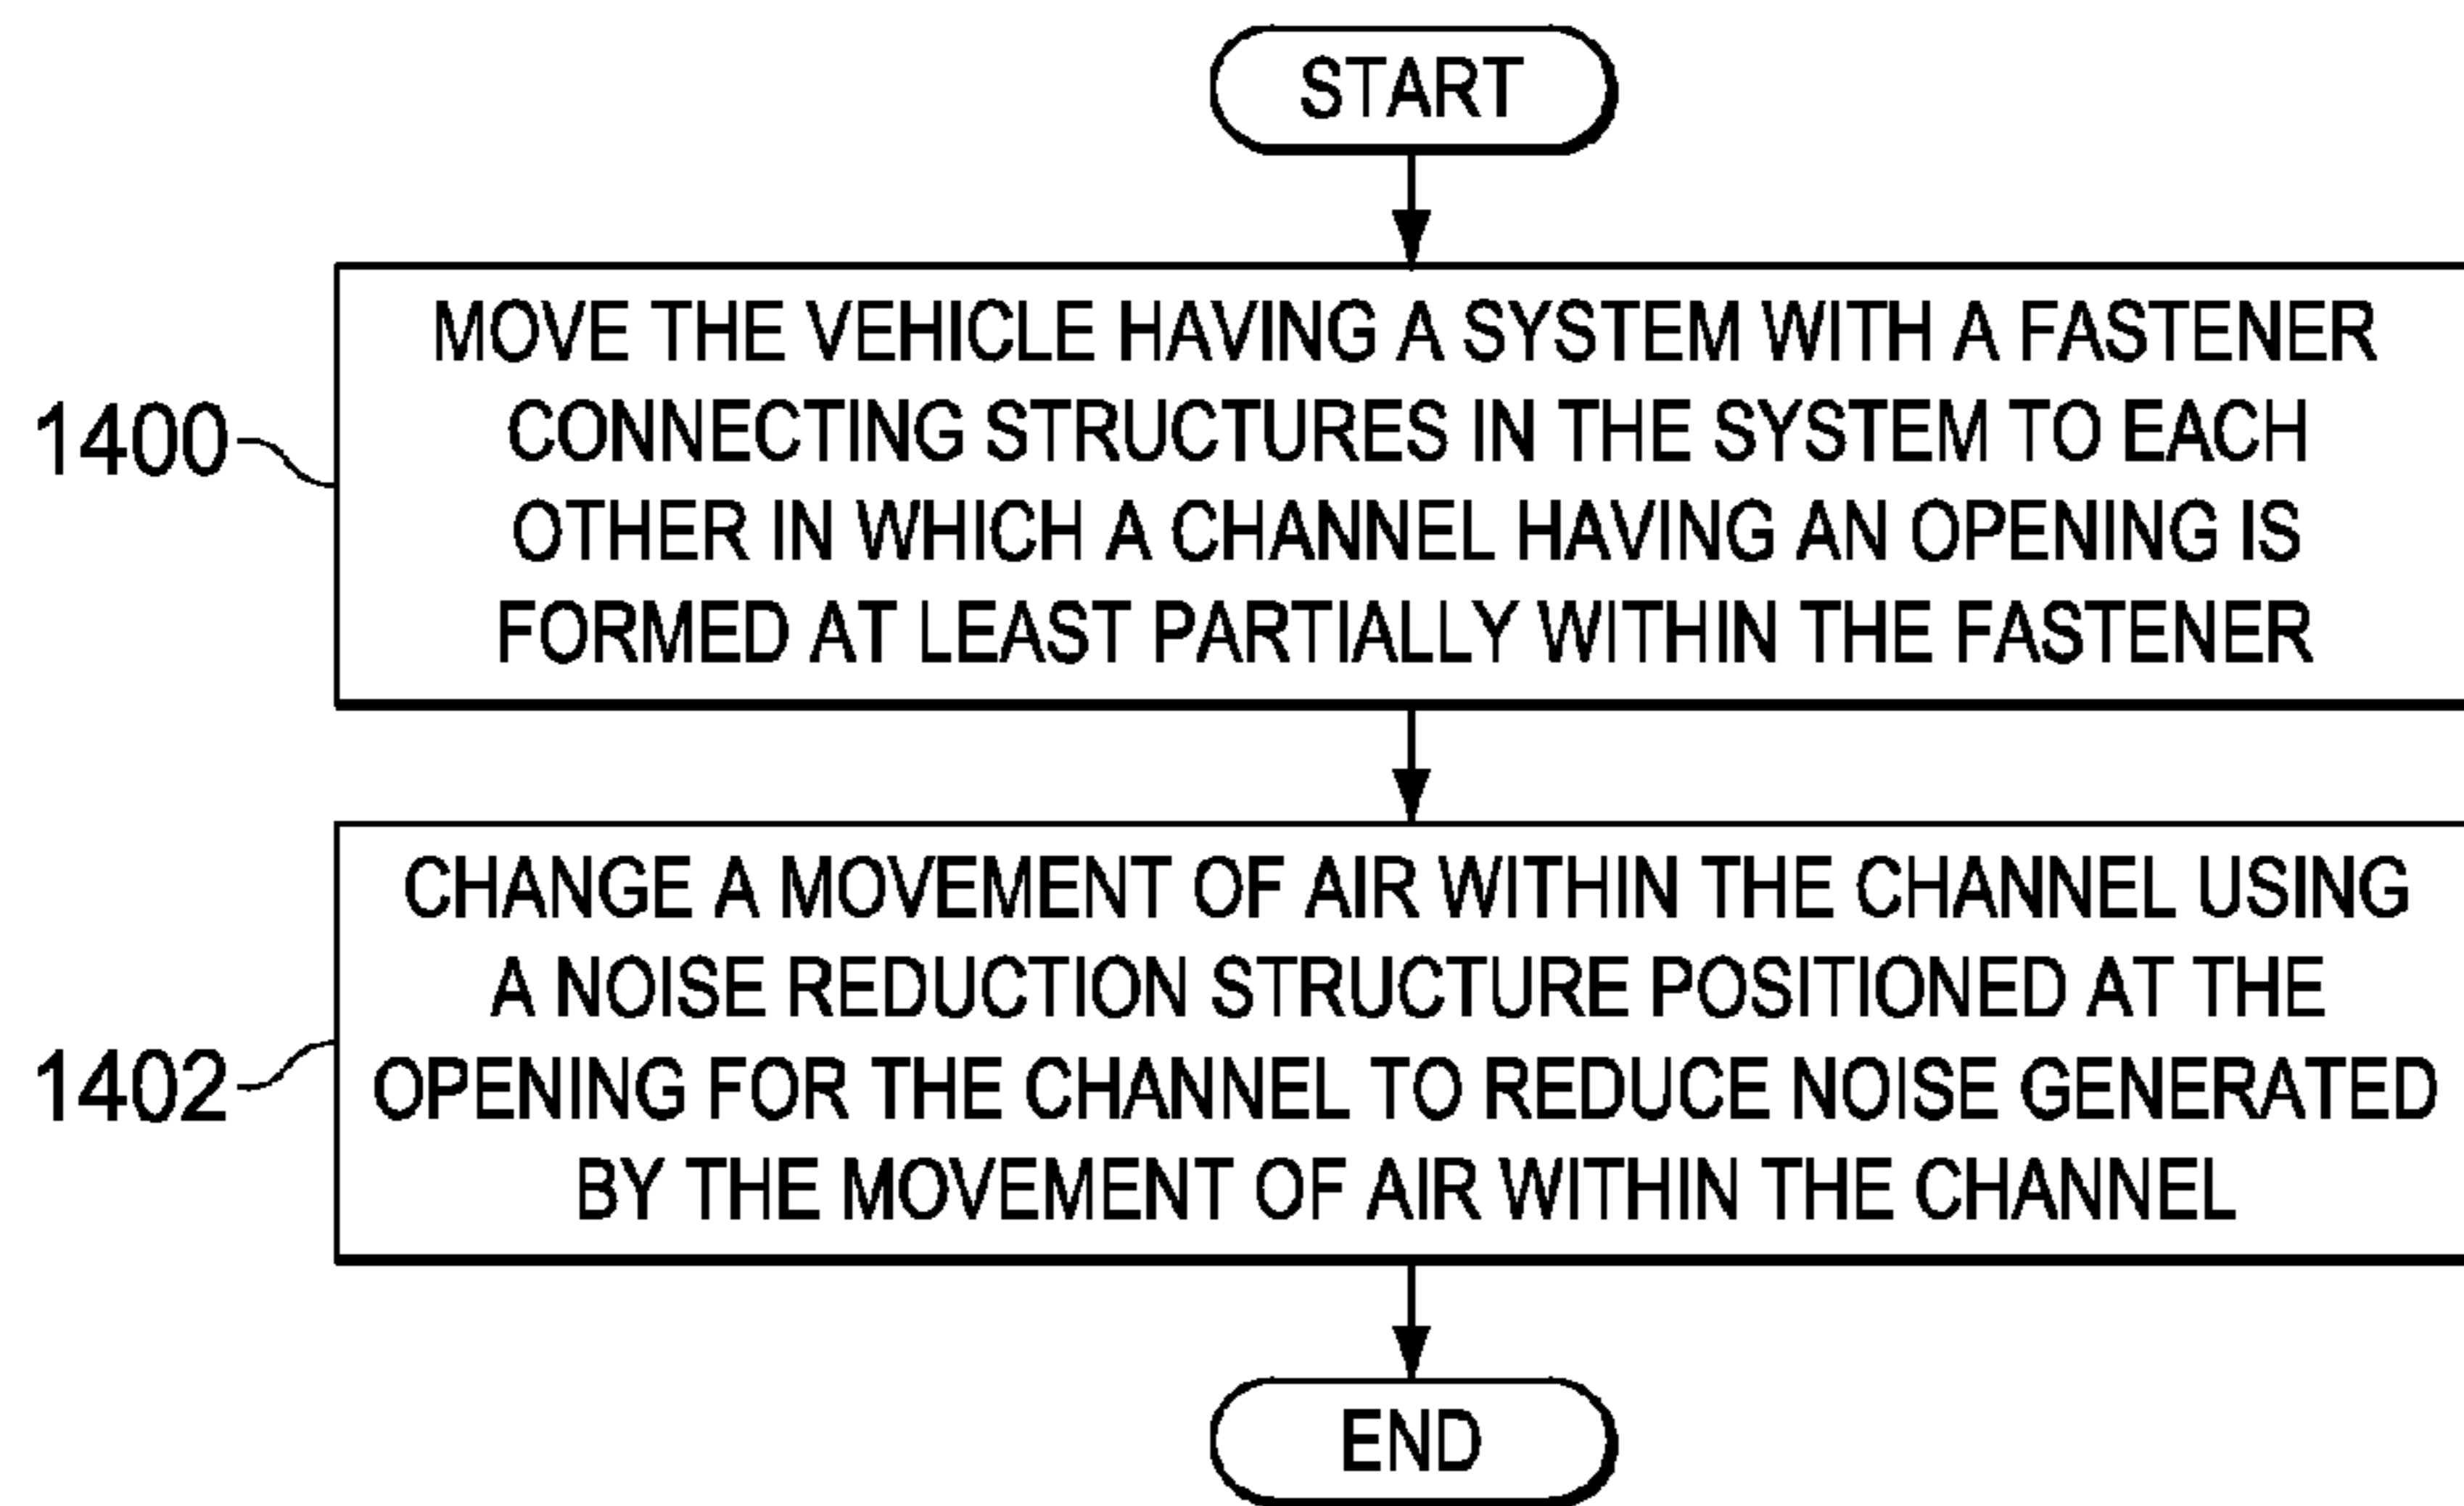 START
MOVE THE VEHICLE HAVING A SYSTEM WITH A FASTENER
CONNECTING STRUCTURES IN THE SYSTEM TO EACH
OTHER IN WHICH A CHANNEL HAVING AN OPENING IS
FORMED AT LEAST PARTIALLY WITHIN THE FASTENER
1400
CHANGE A MOVEMENT OF AIR WITHIN THE CHANNEL USING
A NOISE REDUCTION STRUCTURE POSITIONED AT THE
OPENING FOR THE CHANNEL TO REDUCE NOISE GENERATED
BY THE MOVEMENT OF AIR WITHIN THE CHANNEL
1402
END